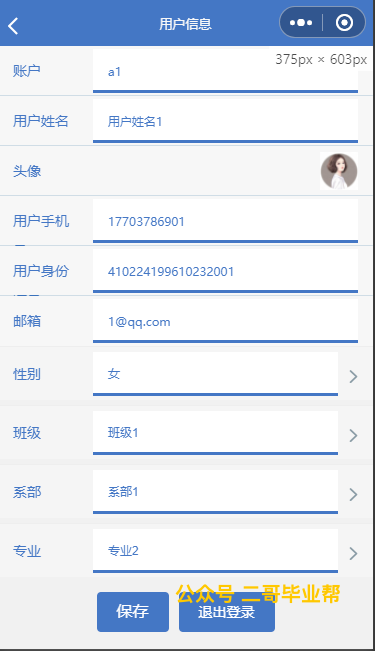 用户信息
375px × 603px
账户
a1
用户姓名
用户姓名1
头像
用户手机
17703786901
用户身份
410224199610232001
邮箱
1@qq.com
性别
女
班级
班级1
系部
系部1
专业
专业2
公众号 二哥毕业帮
保存
退出登录